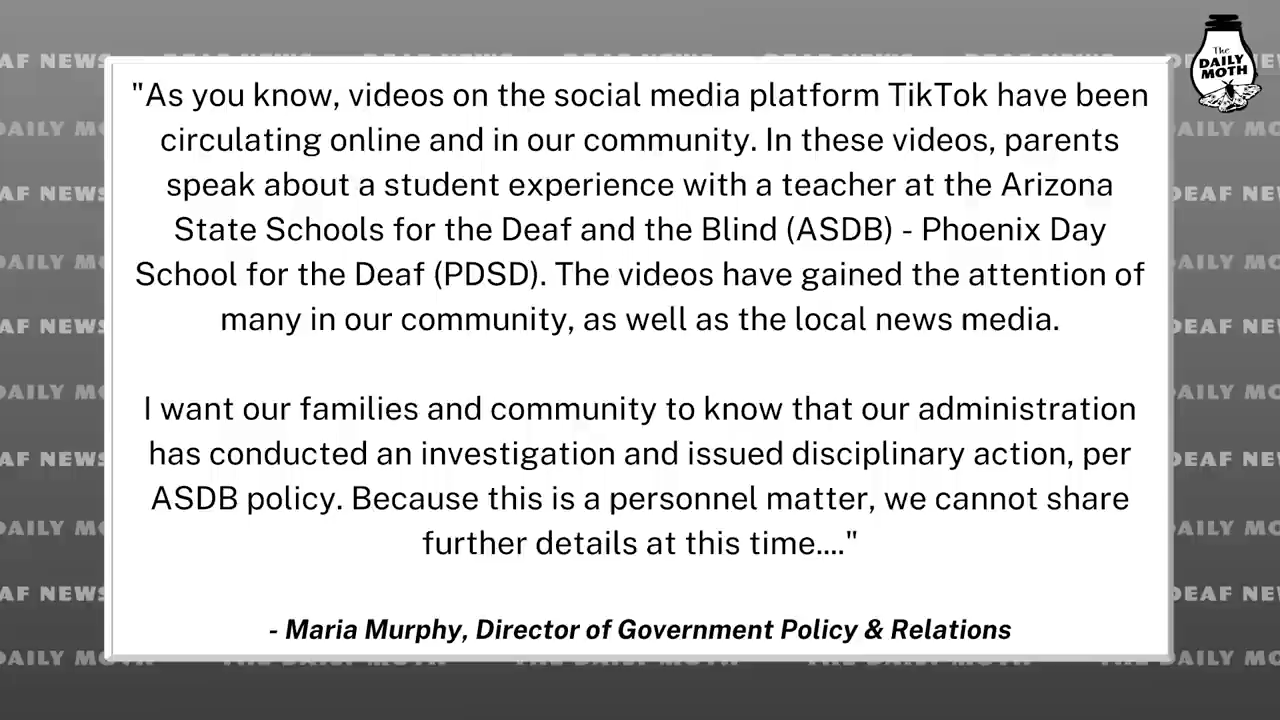 The
DAILY
MOTH
"As you know, videos on the social media platform TikTok have been
circulating online and in our community. In these videos, parents
speak about a student experience with a teacher at the Arizona
State Schools for the Deaf and the Blind (ASDB) - Phoenix Day
School for the Deaf (PDSD). The videos have gained the attention of
many in our community, as well as the local news media.
I want our families and community to know that our administration
has conducted an investigation and issued disciplinary action, per
ASDB policy. Because this is a personnel matter, we cannot share
further details at this time...."
- Maria Murphy, Director of Government Policy & Relations